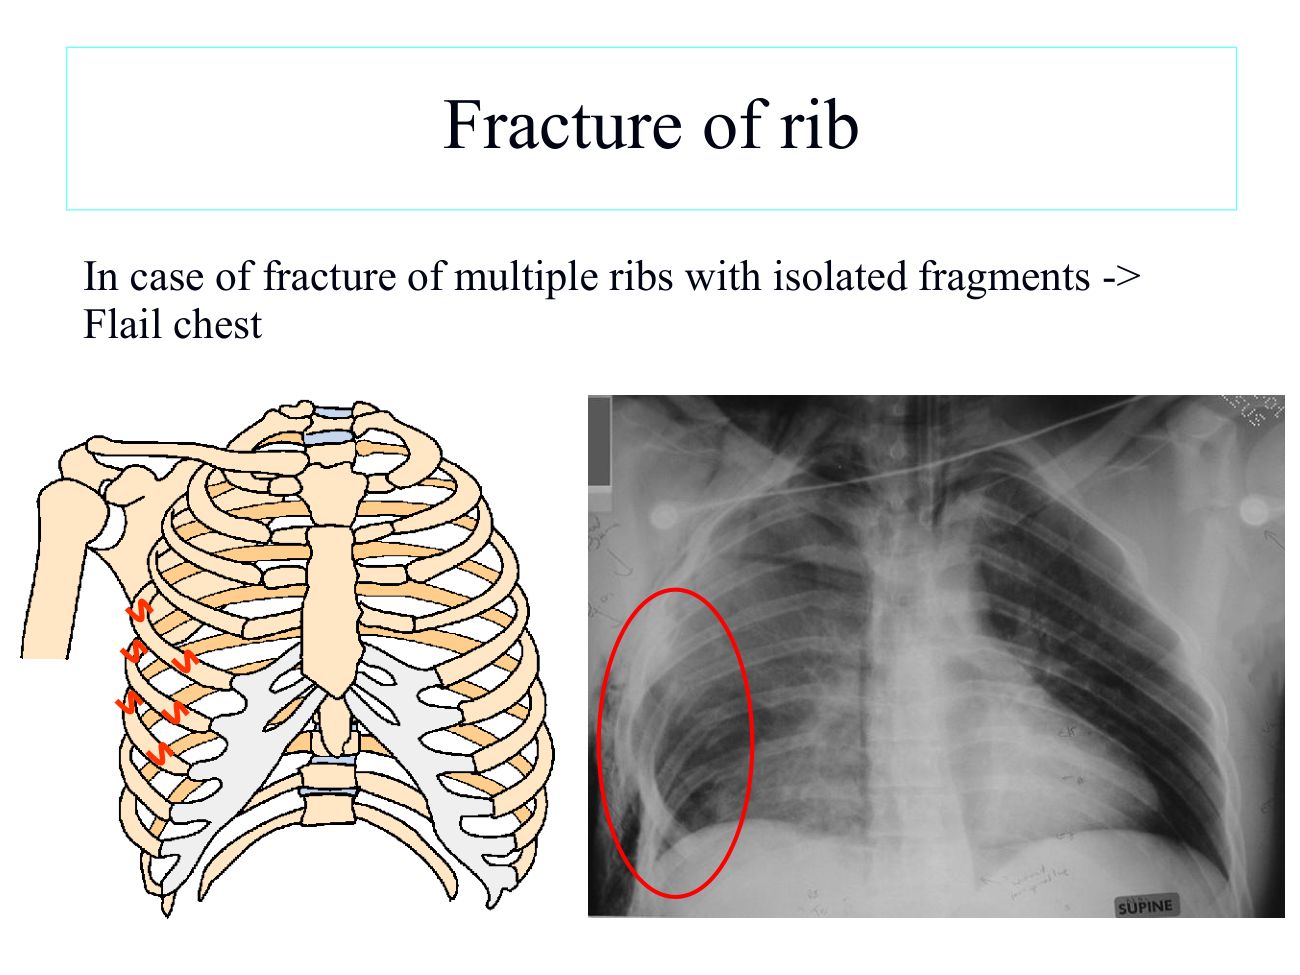 Fracture of rib
In case of fracture of multiple ribs with isolated fragments ->
Flail chest
SUPINE